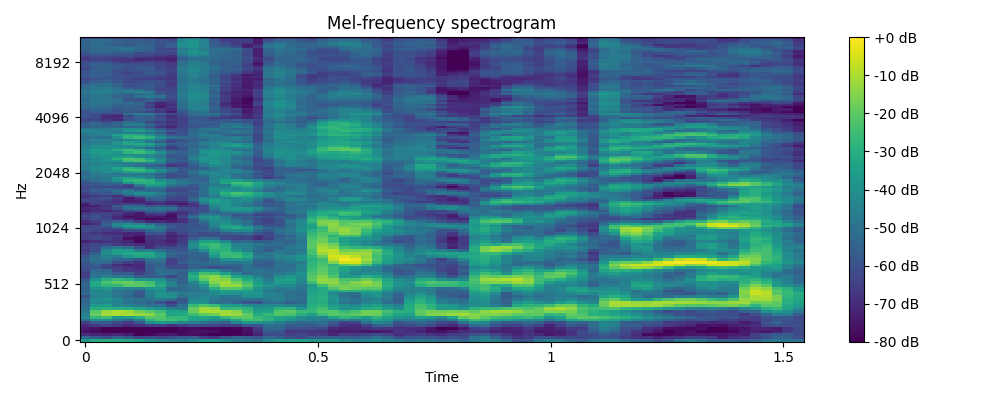 Mel-frequency spectrogram
Hz
8192
4096
2048
1024
512
0
0
0.5
1
1.5
Time
+0 dB
-10 dB
-20 dB
-30 dB
-40 dB
-50 dB
-60 dB
-70 dB
-80 dB